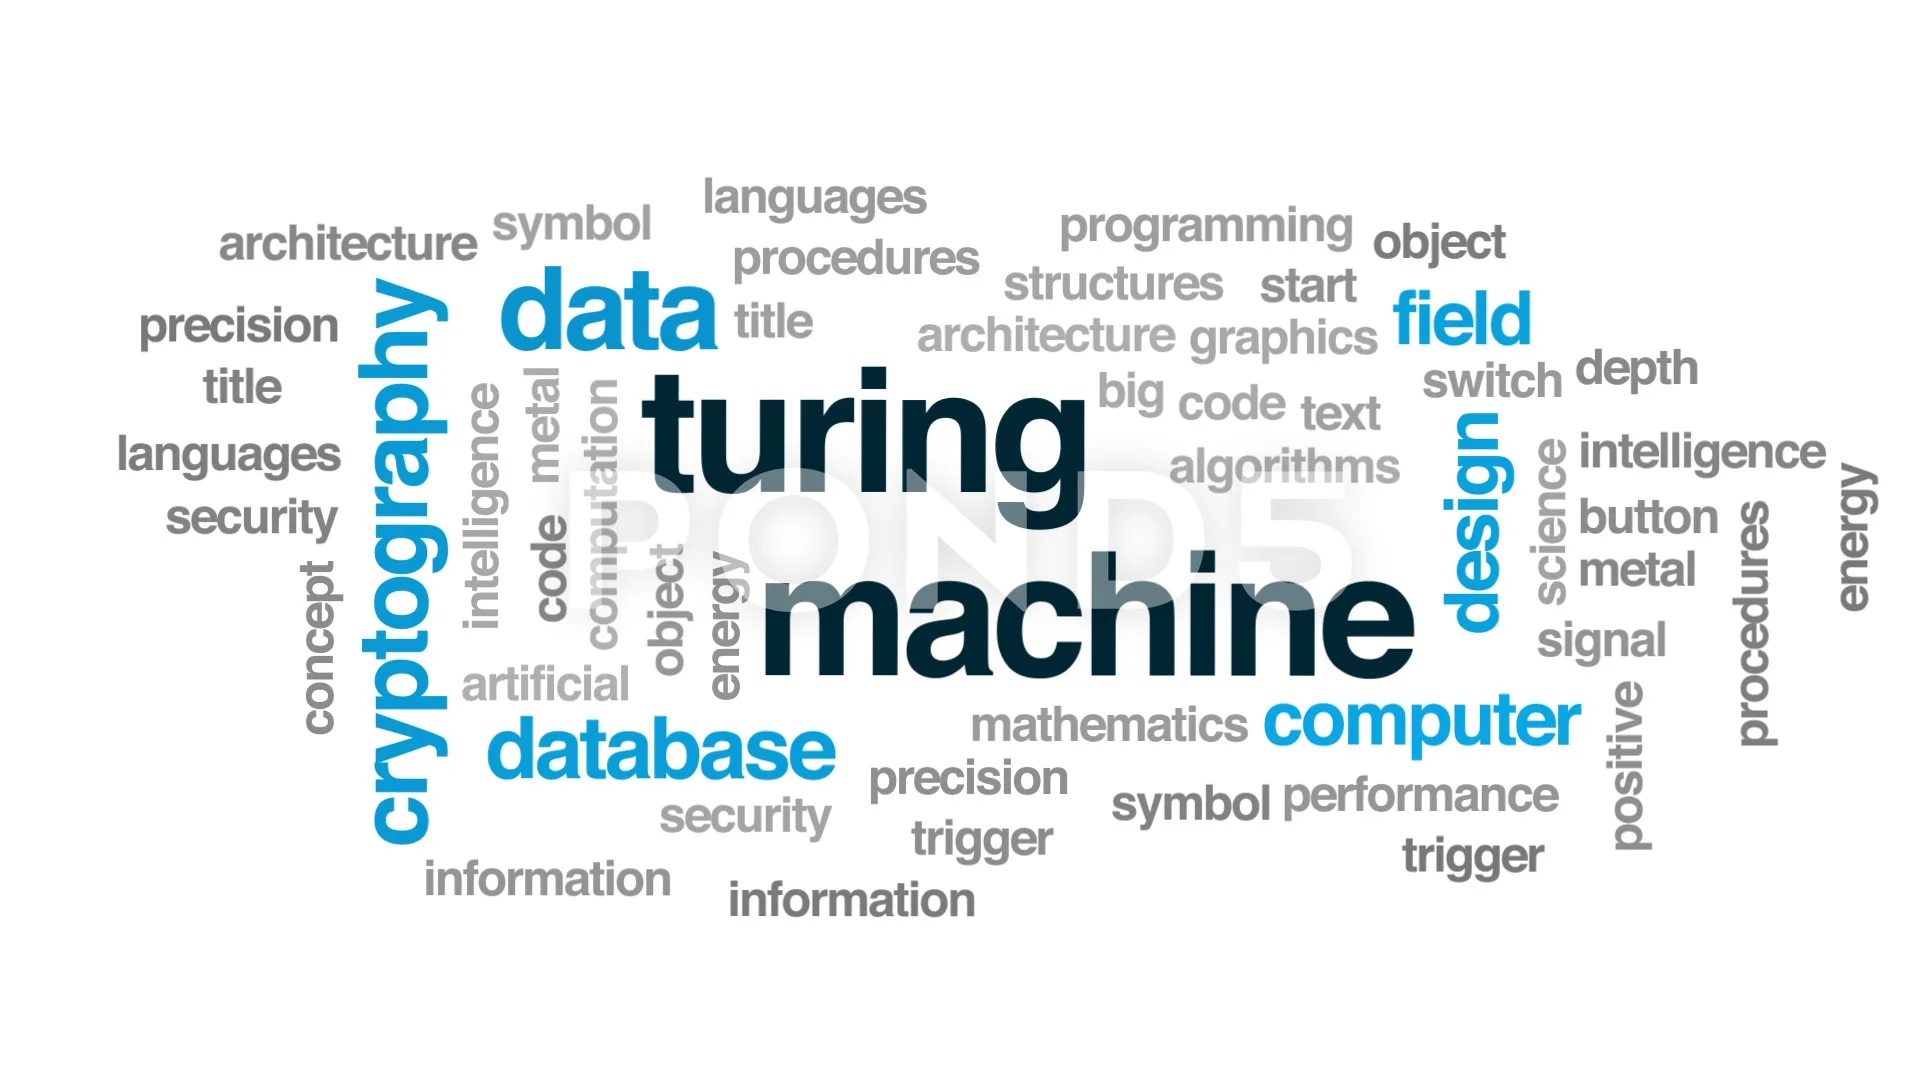 languages
symbol
programming
architecture
object
procedures
structures
start
data
title
field
precision
architecture
graphics
switch
depth
title
cryptography
intelligence
metal
computation
turing
big
code
text
languages
algorithms
design
science
intelligence
security
button
energy
code
POND5
metal
procedures
concept
object
energy
machine
signal
artificial
database
mathematics
computer
positive
precision
security
symbol
performance
trigger
trigger
information
information